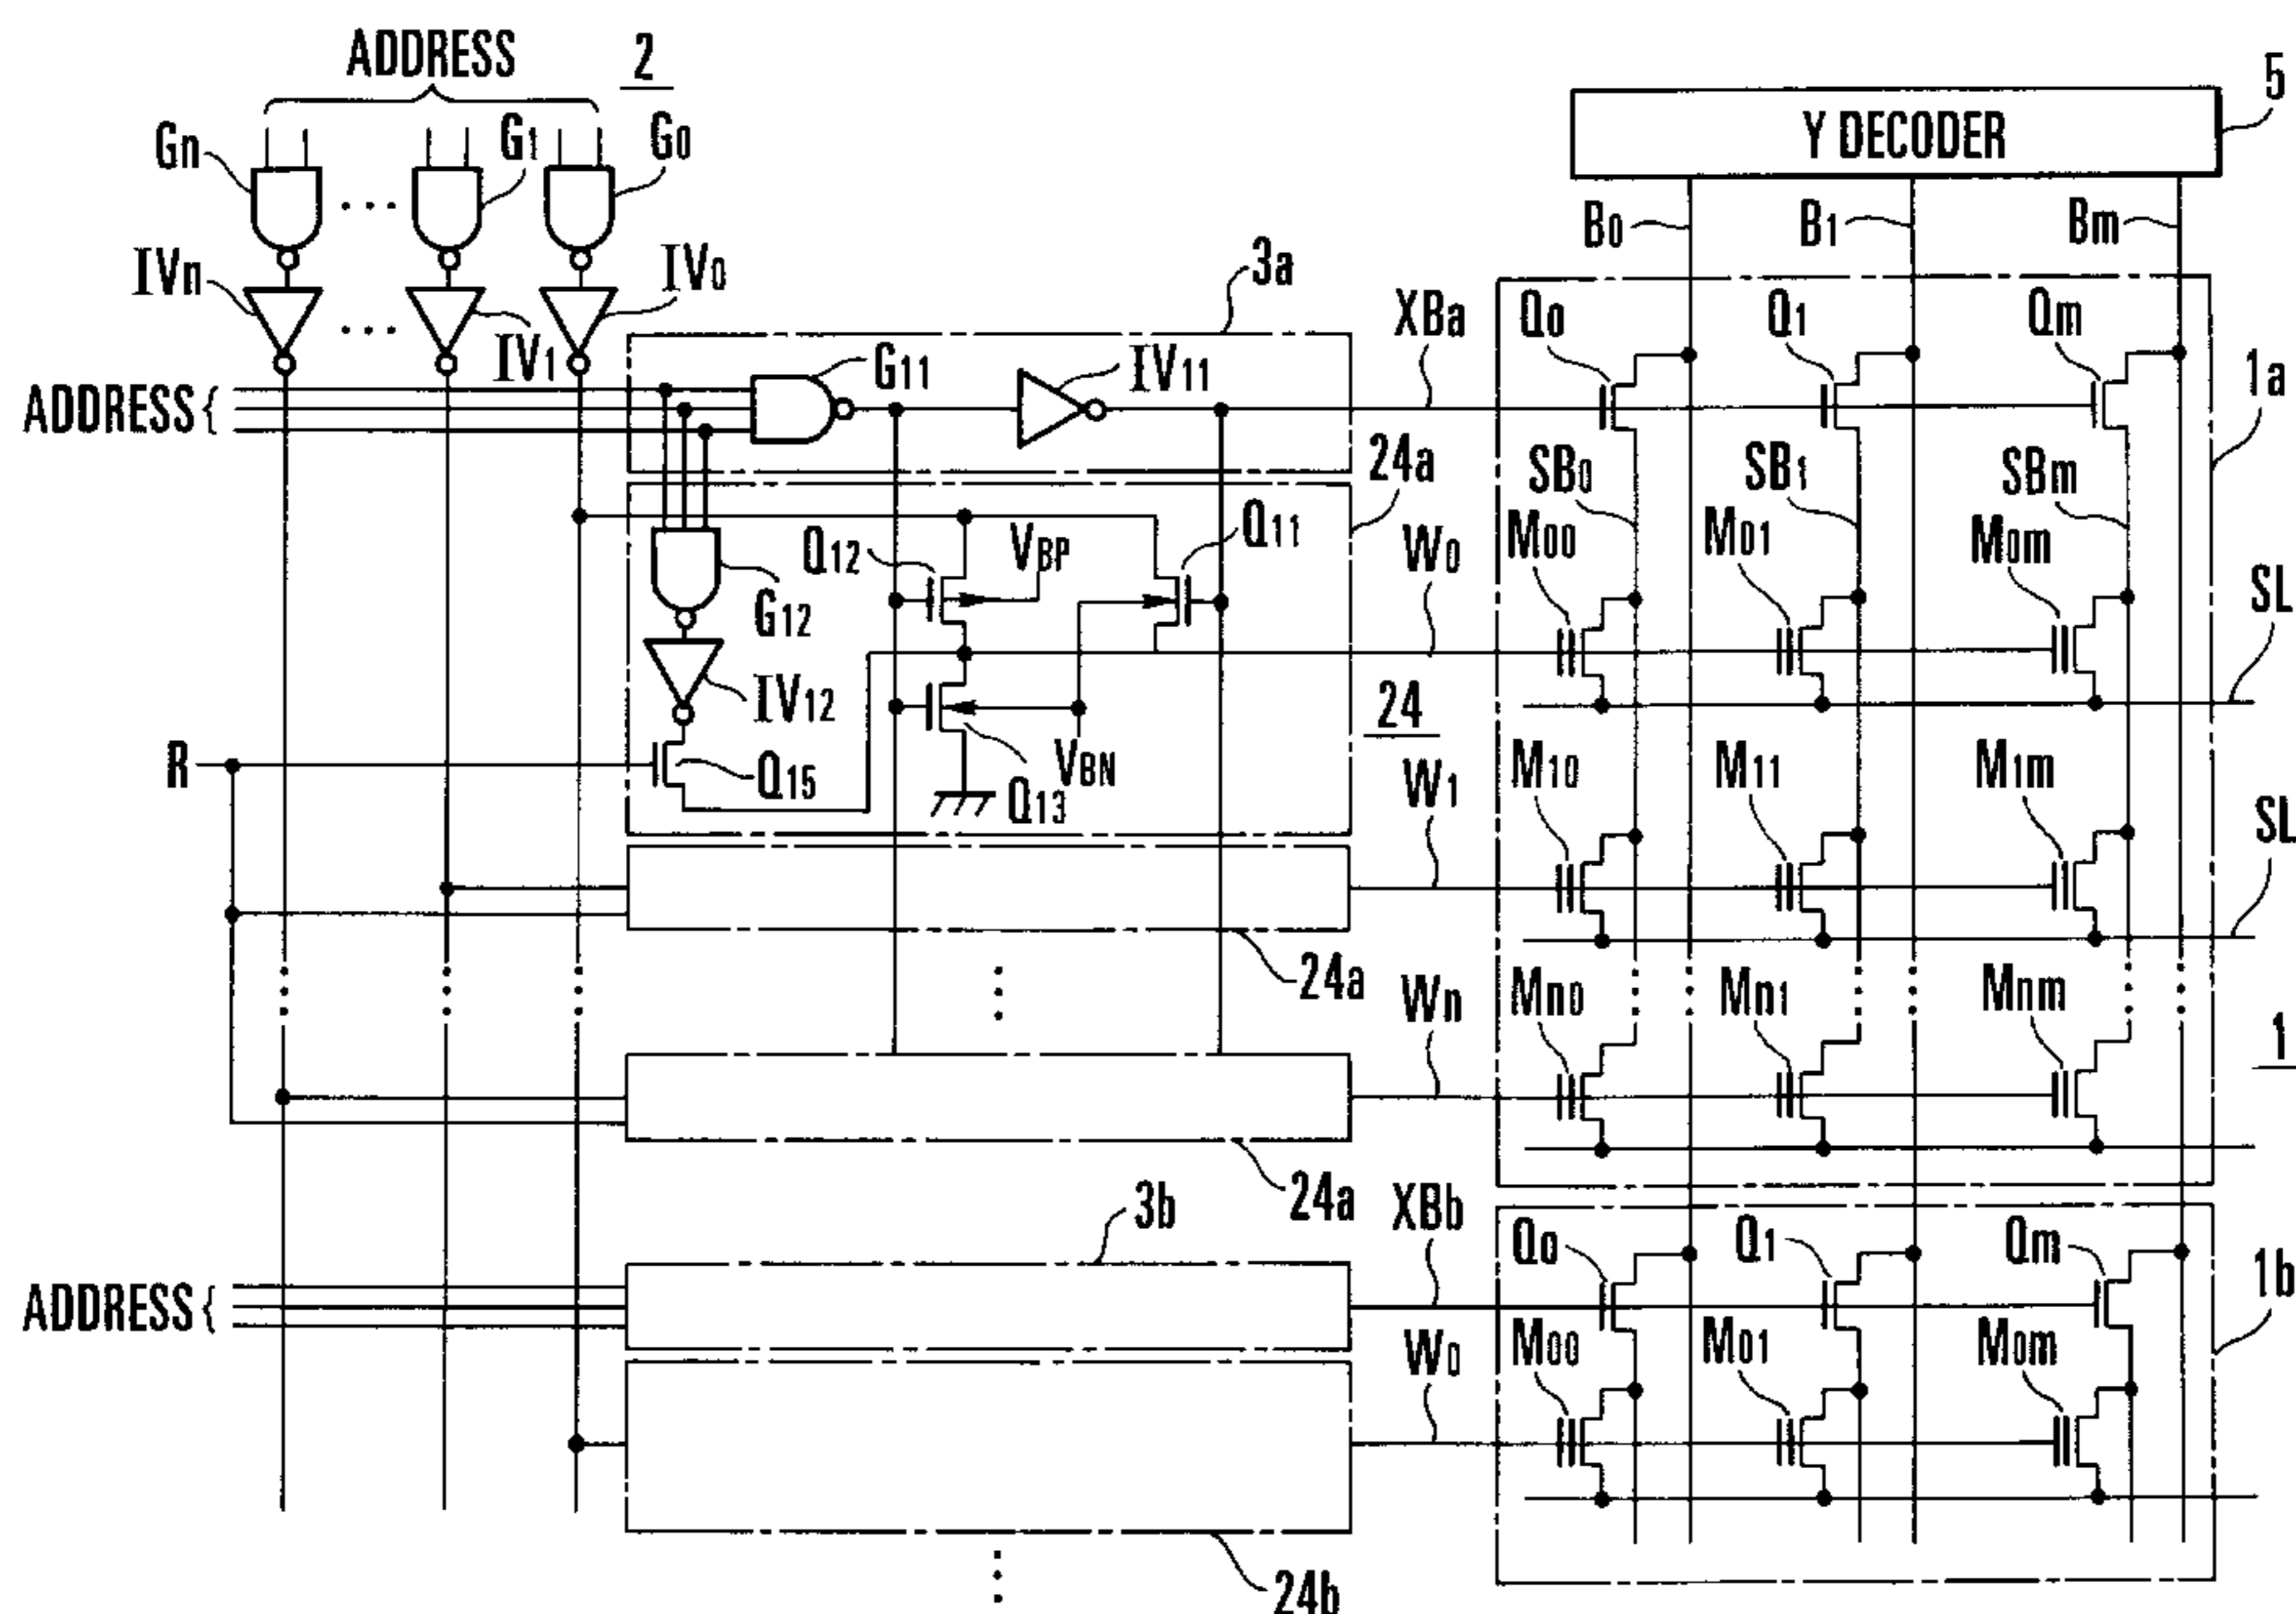 ADDRESS 2
5
Gn G1 G0
Y DECODER
B0 B1 Bm
IVn IV1 IV0
3a
XBa
Q0 Q1 Qm
1a
ADDRESS {
G11 IV11
24a
SB0 SB1 SBm
Q12 VBP Q11
W0
M00 M01 M0m
SL
G12
IV12
24
R
Q15 VBN Q13
W1
M10 M11 M1m
SL
24a
Wn
Mn0 Mn1 Mnm
1
24a
3b
XBb
Q0 Q1 Qm
1b
ADDRESS {
W0
M00 M01 M0m
24b